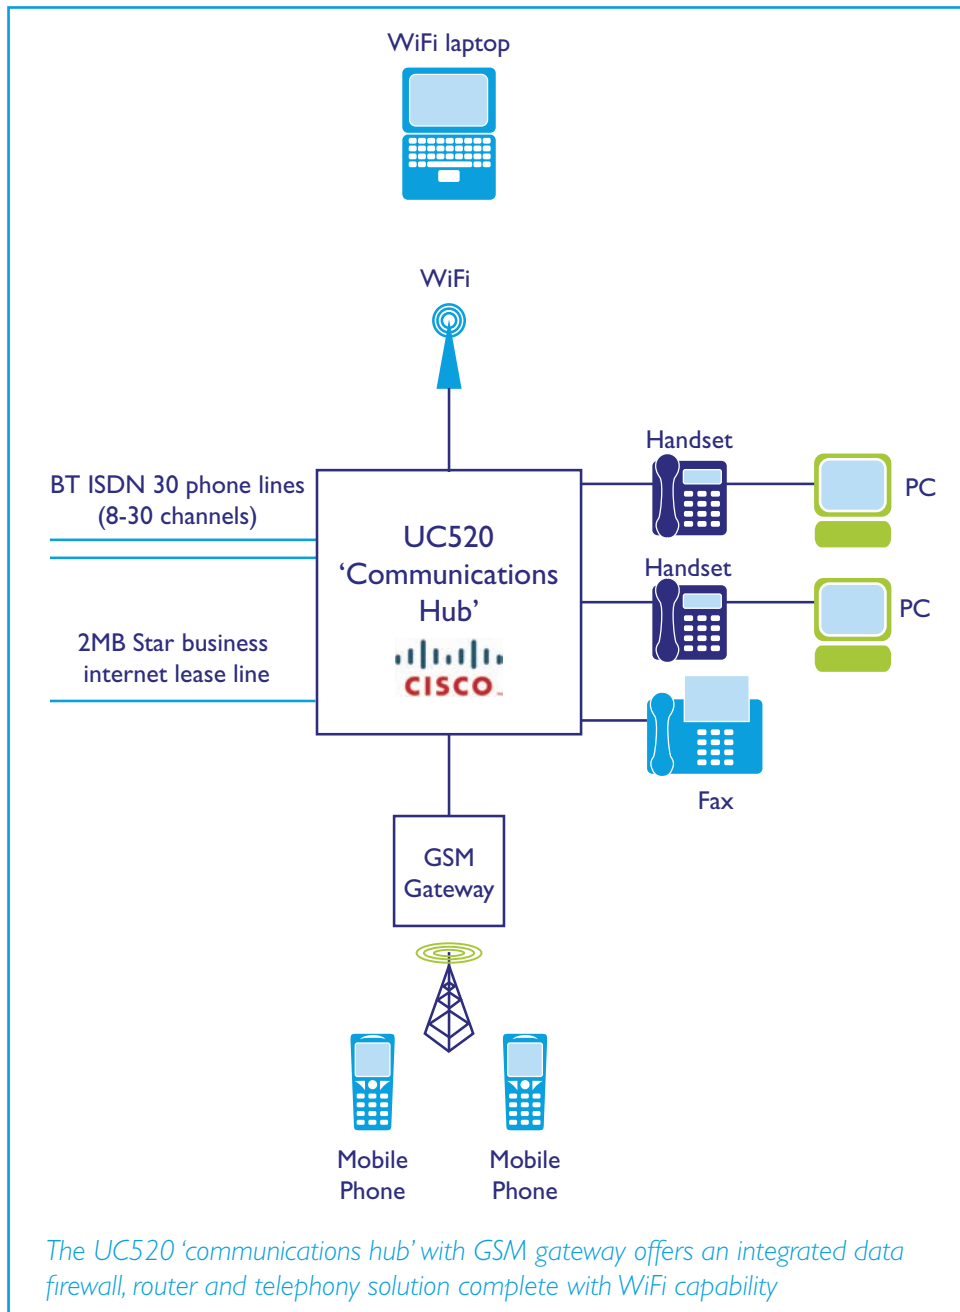 WiFi laptop
WiFi
BT ISDN 30 phone lines
(8-30 channels)
2MB Star business
internet lease line
UC520
‘Communications
Hub’
CISCO™
Handset
PC
Handset
PC
Fax
GSM
Gateway
Mobile
Phone
Mobile
Phone
The UC520 ‘communications hub’ with GSM gateway offers an integrated data
firewall, router and telephony solution complete with WiFi capability